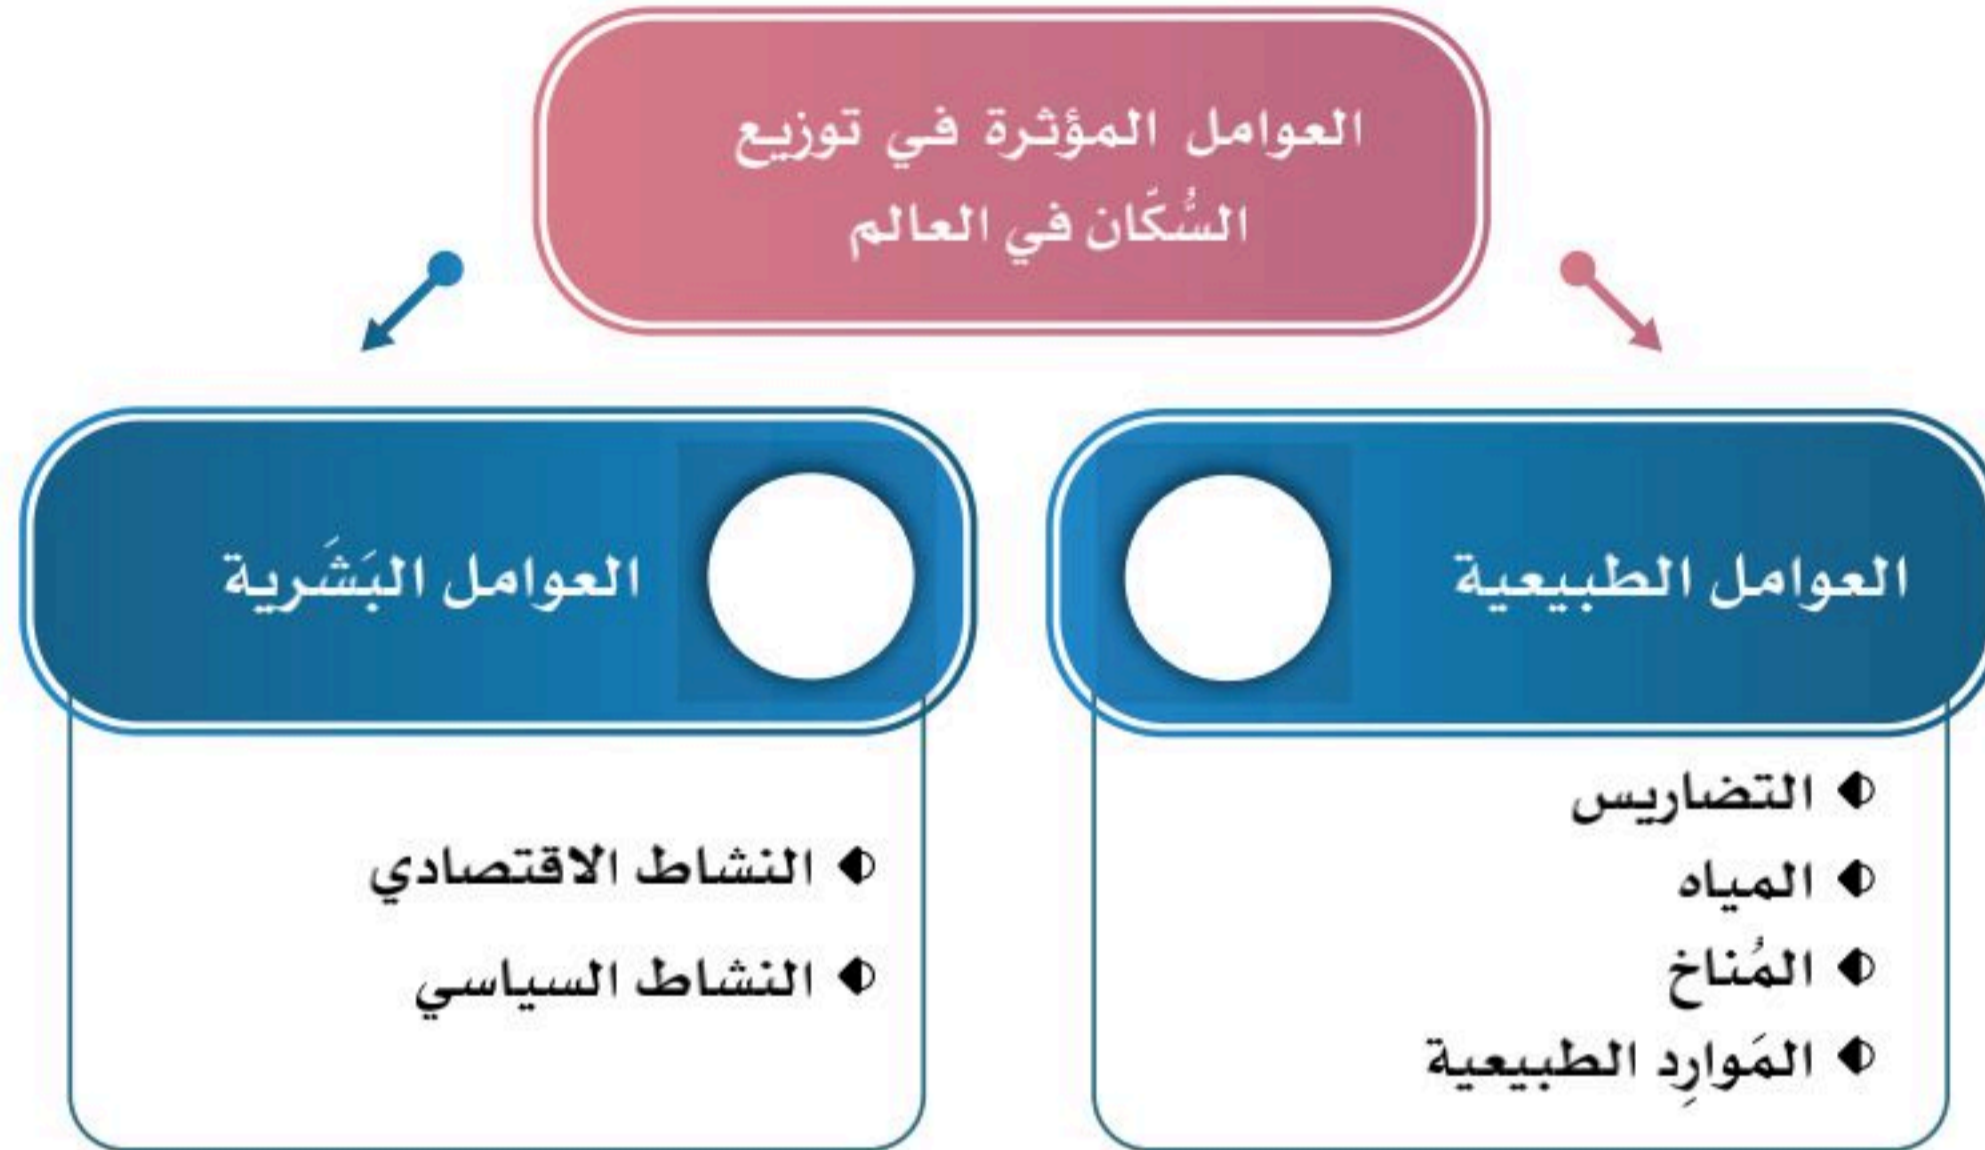 العوامل المؤثرة في توزيع
السُّكّان في العالم
العوامل الطبيعية
التضاريس
المياه
المُناخ
المَوارِد الطبيعية
العوامل البَشَرية
النشاط الاقتصادي
النشاط السياسي